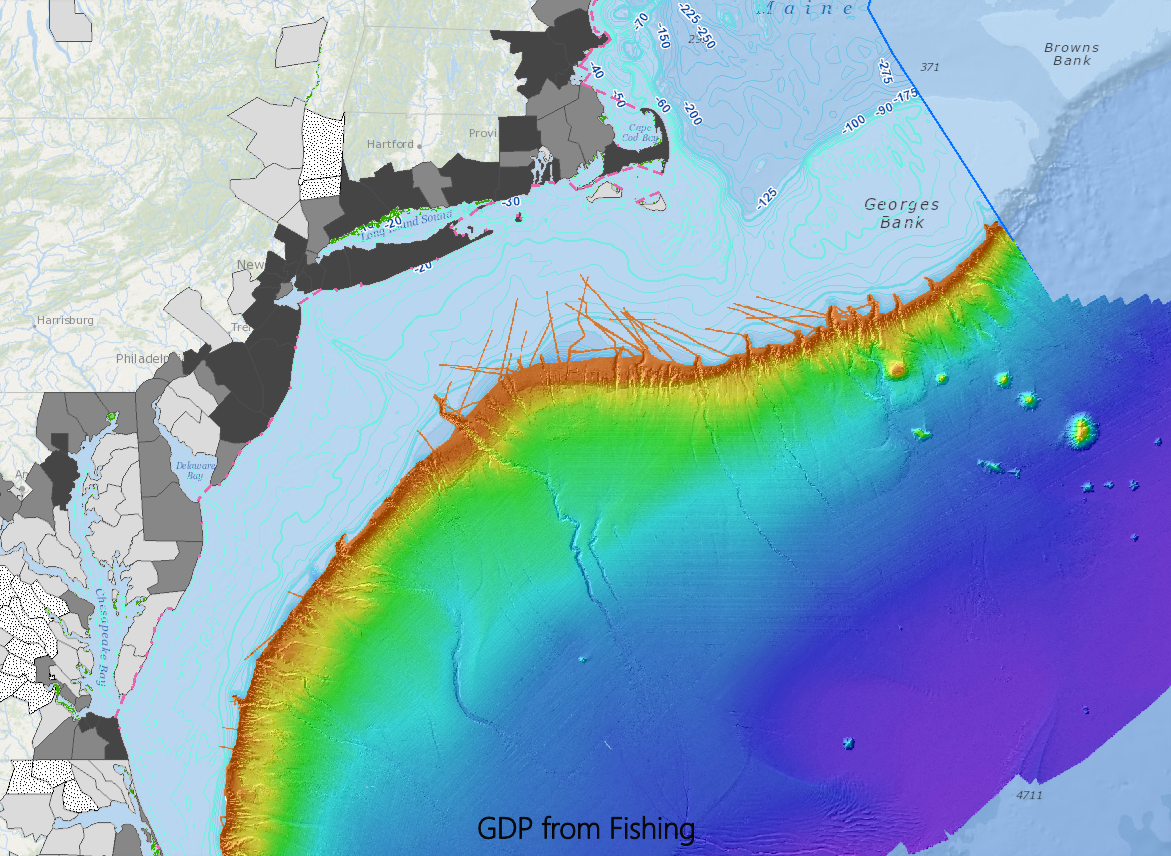 Maine
-70
-150
-225
-250
-275
371
Browns
Bank
-40
-50
-60
-200
-175
-90
-100
Cape
Cod Bay
Provi
Hartford
-125
-30
Georges
Bank
-20
Long Island Sound
New
-20
Harrisburg
Tre
Philadelp
Delaware
Bay
Chesapeake Bay
4711
GDP from Fishing